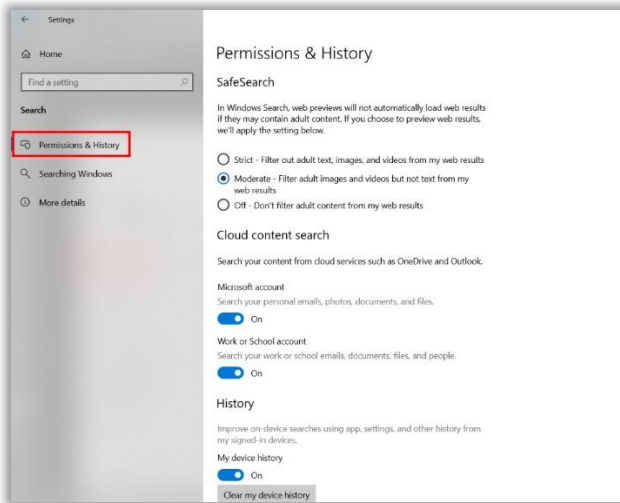 Settings
Home
Find a setting
Search
Permissions & History
Searching Windows
More details
Permissions & History
SafeSearch
In Windows Search, web previews will not automatically load web results
if they may contain adult content. If you choose to preview web results,
we'll apply the setting below.
Strict - Filter out adult text, images, and videos from my web results
Moderate - Filter adult images and videos but not text from my
web results
Off - Don't filter adult content from my web results
Cloud content search
Search your content from cloud services such as OneDrive and Outlook.
Microsoft account
Search your personal emails, photos, documents, and files.
On
Work or School account
Search your work or school emails, documents, files, and people.
On
History
Improve on-device searches using app, settings, and other history from
my signed-in devices.
My device history
On
Clear my device history